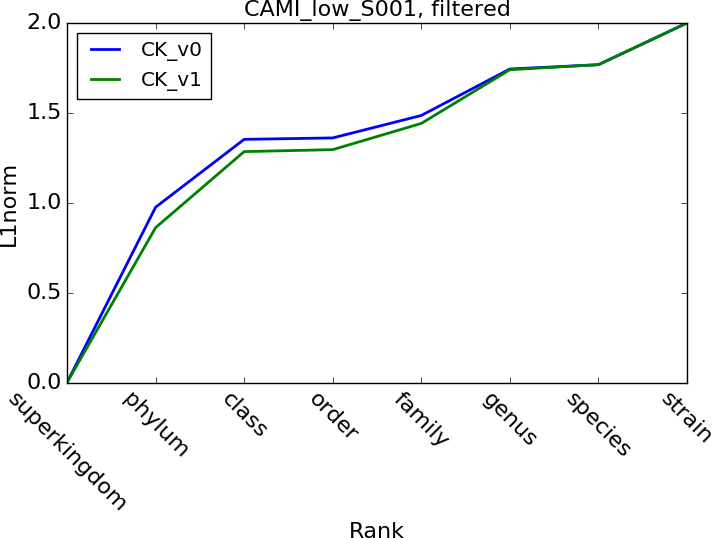 CAMI_low_S001, filtered
CK_v0
CK_v1
2.0
1.5
1.0
0.5
0.0
L1norm
superkingdom
phylum
class
order
family
genus
species
strain
Rank